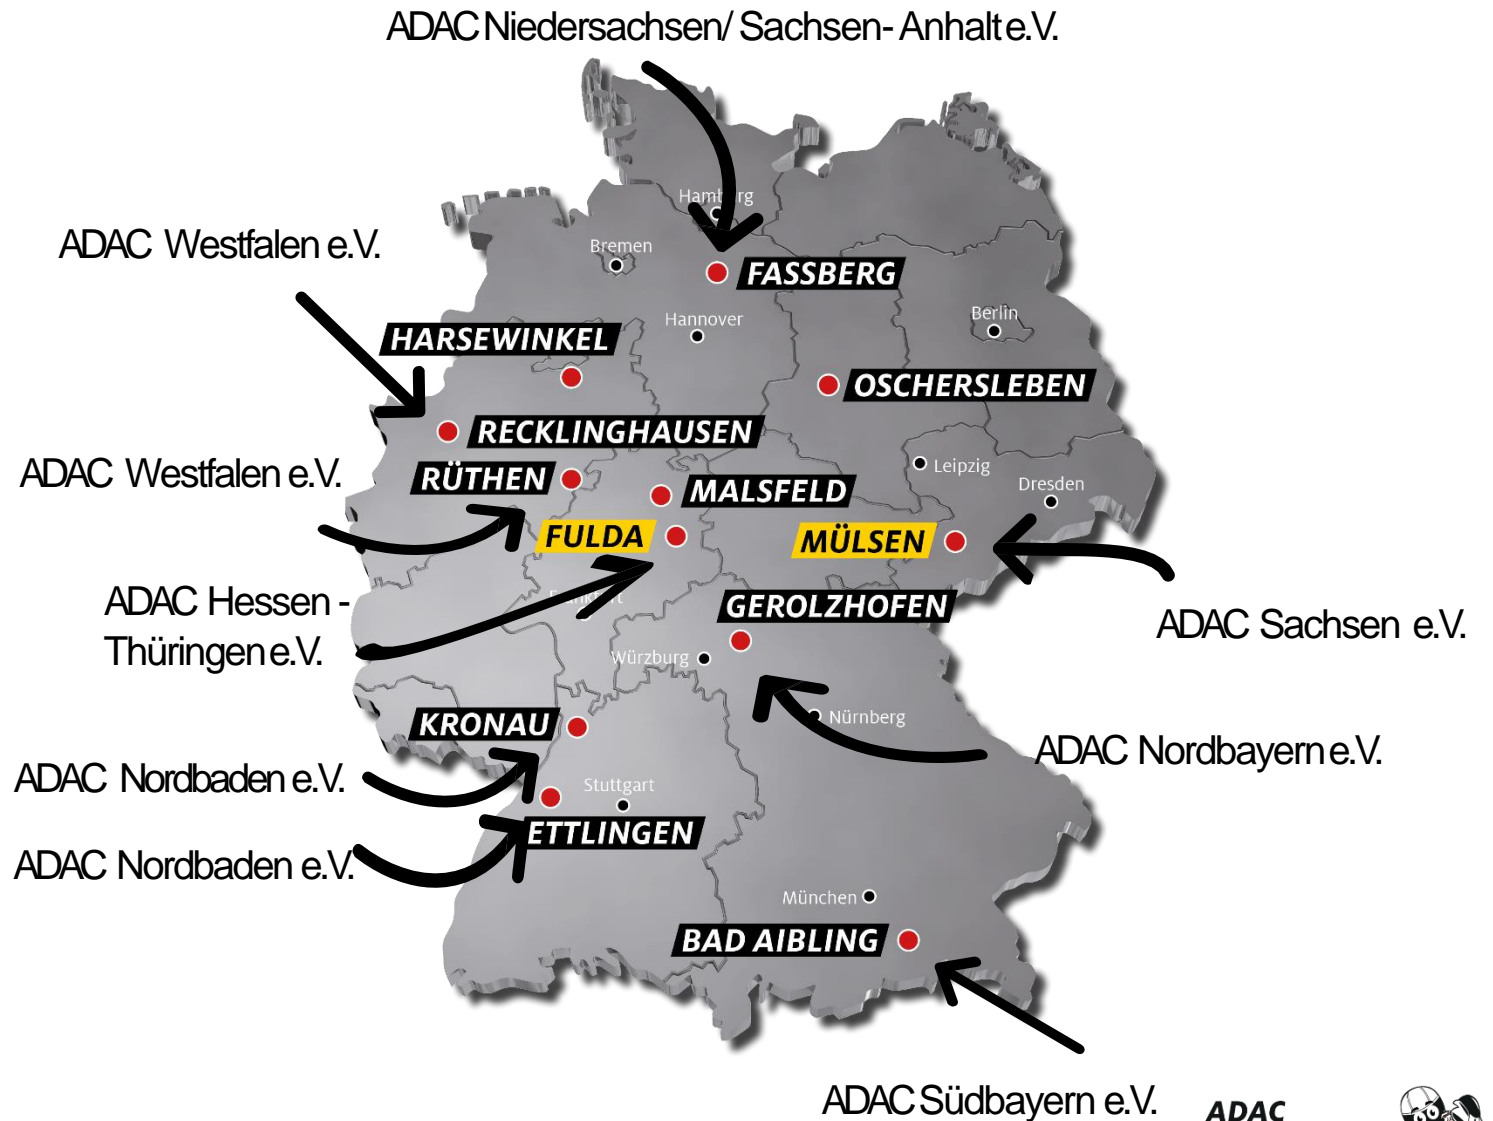 ADAC Niedersachsen/ Sachsen-Anhalt e.V.
Hamburg
ADAC Westfalen e.V.
Bremen
FASSBERG
Hannover
Berlin
HARSEWINKEL
OSCHERSLEBEN
RECKLINGHAUSEN
ADAC Westfalen e.V.
RÜTHEN
MALSFELD
Leipzig
Dresden
FULDA
MÜLSEN
ADAC Hessen -
Thüringen e.V.
Frankfurt
GEROLZHOFEN
ADAC Sachsen e.V.
Würzburg
KRONAU
Nürnberg
ADAC Nordbayern e.V.
ADAC Nordbaden e.V.
Stuttgart
ETTLINGEN
ADAC Nordbaden e.V.
München
BAD AIBLING
ADAC Südbayern e.V.
ADAC